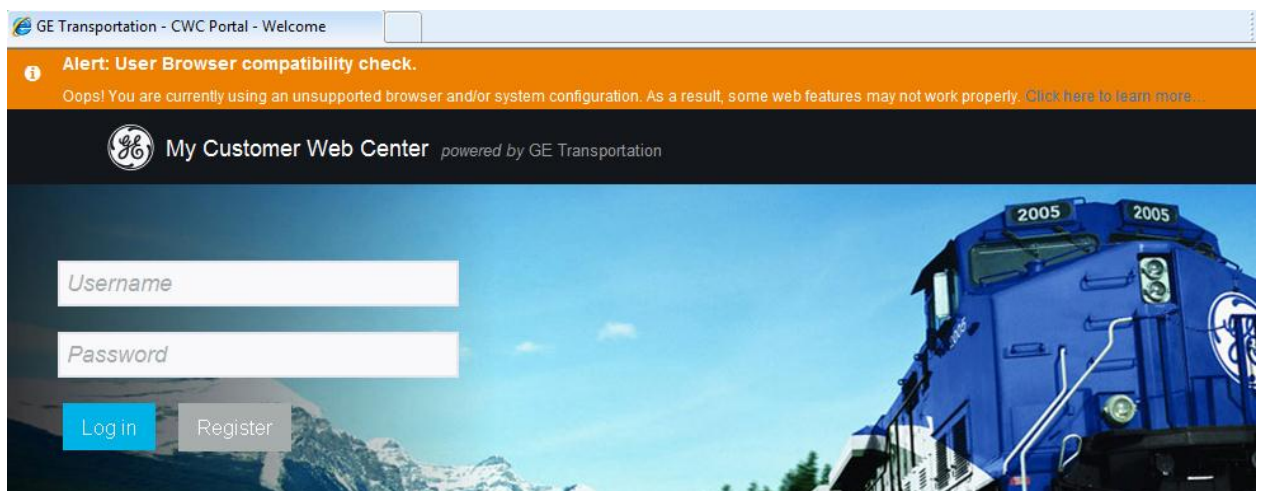 GE Transportation - CWC Portal - Welcome
Alert: User Browser compatibility check.
Oops! You are currently using an unsupported browser and/or system configuration. As a result, some web features may not work properly. Click here to learn more...
My Customer Web Center powered by GE Transportation
2005 2005
Username
Password
Log in Register